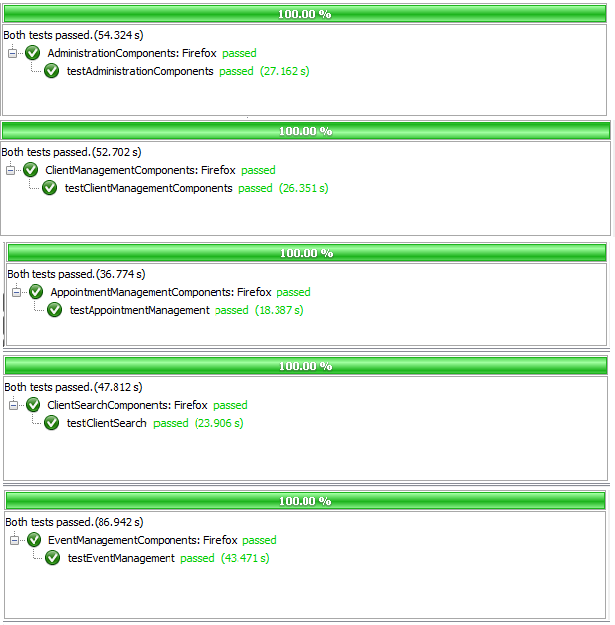 100.00 %
Both tests passed.(54.324 s)
AdministrationComponents: Firefox passed
testAdministrationComponents passed (27.162 s)
100.00 %
Both tests passed.(52.702 s)
ClientManagementComponents: Firefox passed
testClientManagementComponents passed (26.351 s)
100.00 %
Both tests passed.(36.774 s)
AppointmentManagementComponents: Firefox passed
testAppointmentManagement passed (18.387 s)
100.00 %
Both tests passed.(47.812 s)
ClientSearchComponents: Firefox passed
testClientSearch passed (23.906 s)
100.00 %
Both tests passed.(86.942 s)
EventManagementComponents: Firefox passed
testEventManagement passed (43.471 s)